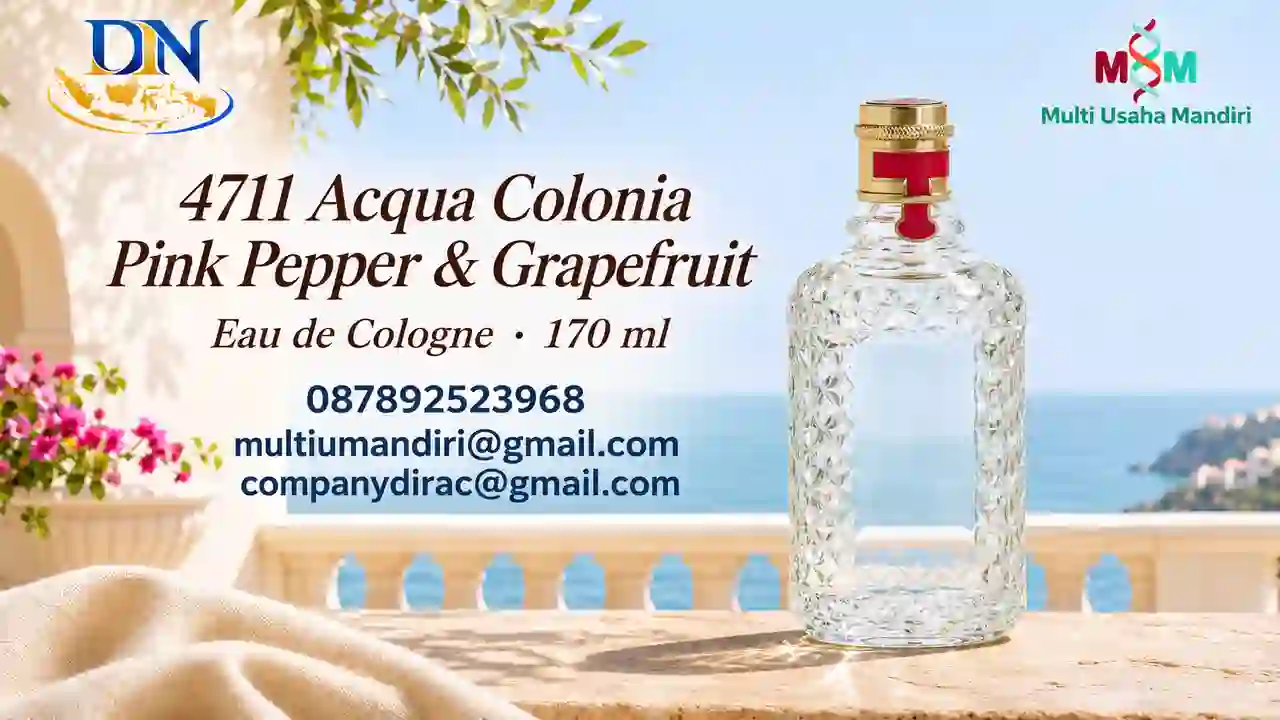 DN
MUM
Multi Usaha Mandiri
4711 Acqua Colonia
Pink Pepper & Grapefruit
Eau de Cologne · 170 ml
087892523968
multiumandiri@gmail.com
companydirac@gmail.com